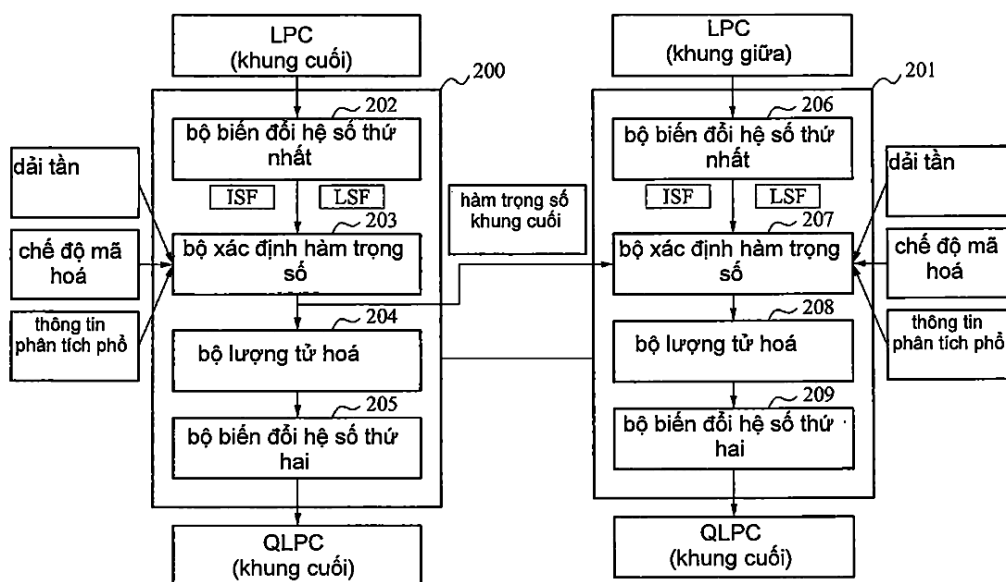 LPC
(khung cuối)
200
202
bộ biến đổi hệ số thứ
nhất
ISF
LSF
dải tần
chế độ mã
hoá
thông tin
phân tích phổ
203
bộ xác định hàm trọng
số
204
bộ lượng tử hoá
205
bộ biến đổi hệ số thứ
hai
QLPC
(khung cuối)
hàm trọng số
khung cuối
LPC
(khung giữa)
201
206
bộ biến đổi hệ số thứ
nhất
ISF
LSF
207
bộ xác định hàm trọng
số
208
bộ lượng tử hoá
209
bộ biến đổi hệ số thứ
hai
QLPC
(khung cuối)
dải tần
chế độ mã
hoá
thông tin
phân tích phổ